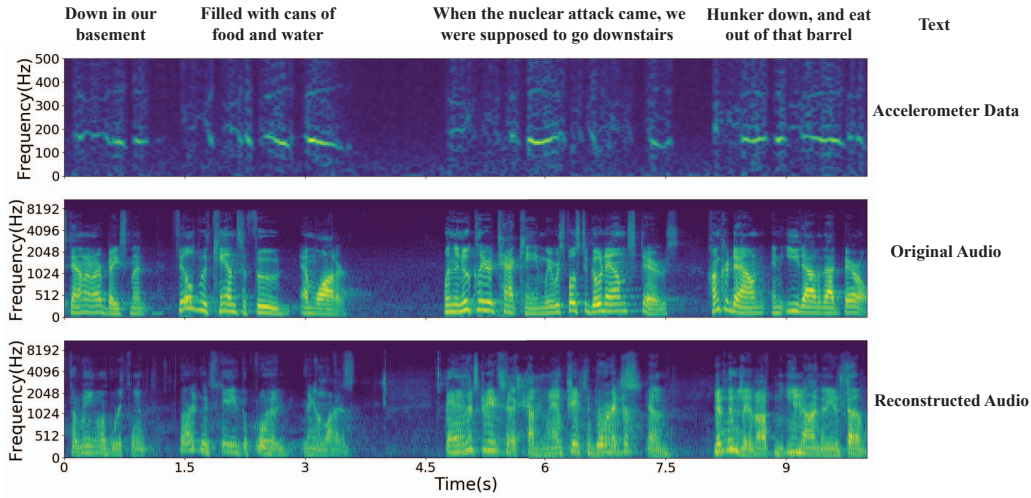 Down in our
basement
Filled with cans of
food and water
When the nuclear attack came, we
were supposed to go downstairs
Hunker down, and eat
out of that barrel
Text
Frequency(Hz)
500
400
300
200
100
0
Accelerometer Data
Frequency(Hz)
8192
4096
2048
1024
512
0
Original Audio
Frequency(Hz)
8192
4096
2048
1024
512
0
Reconstructed Audio
0 1.5 3 4.5 6 7.5 9
Time(s)